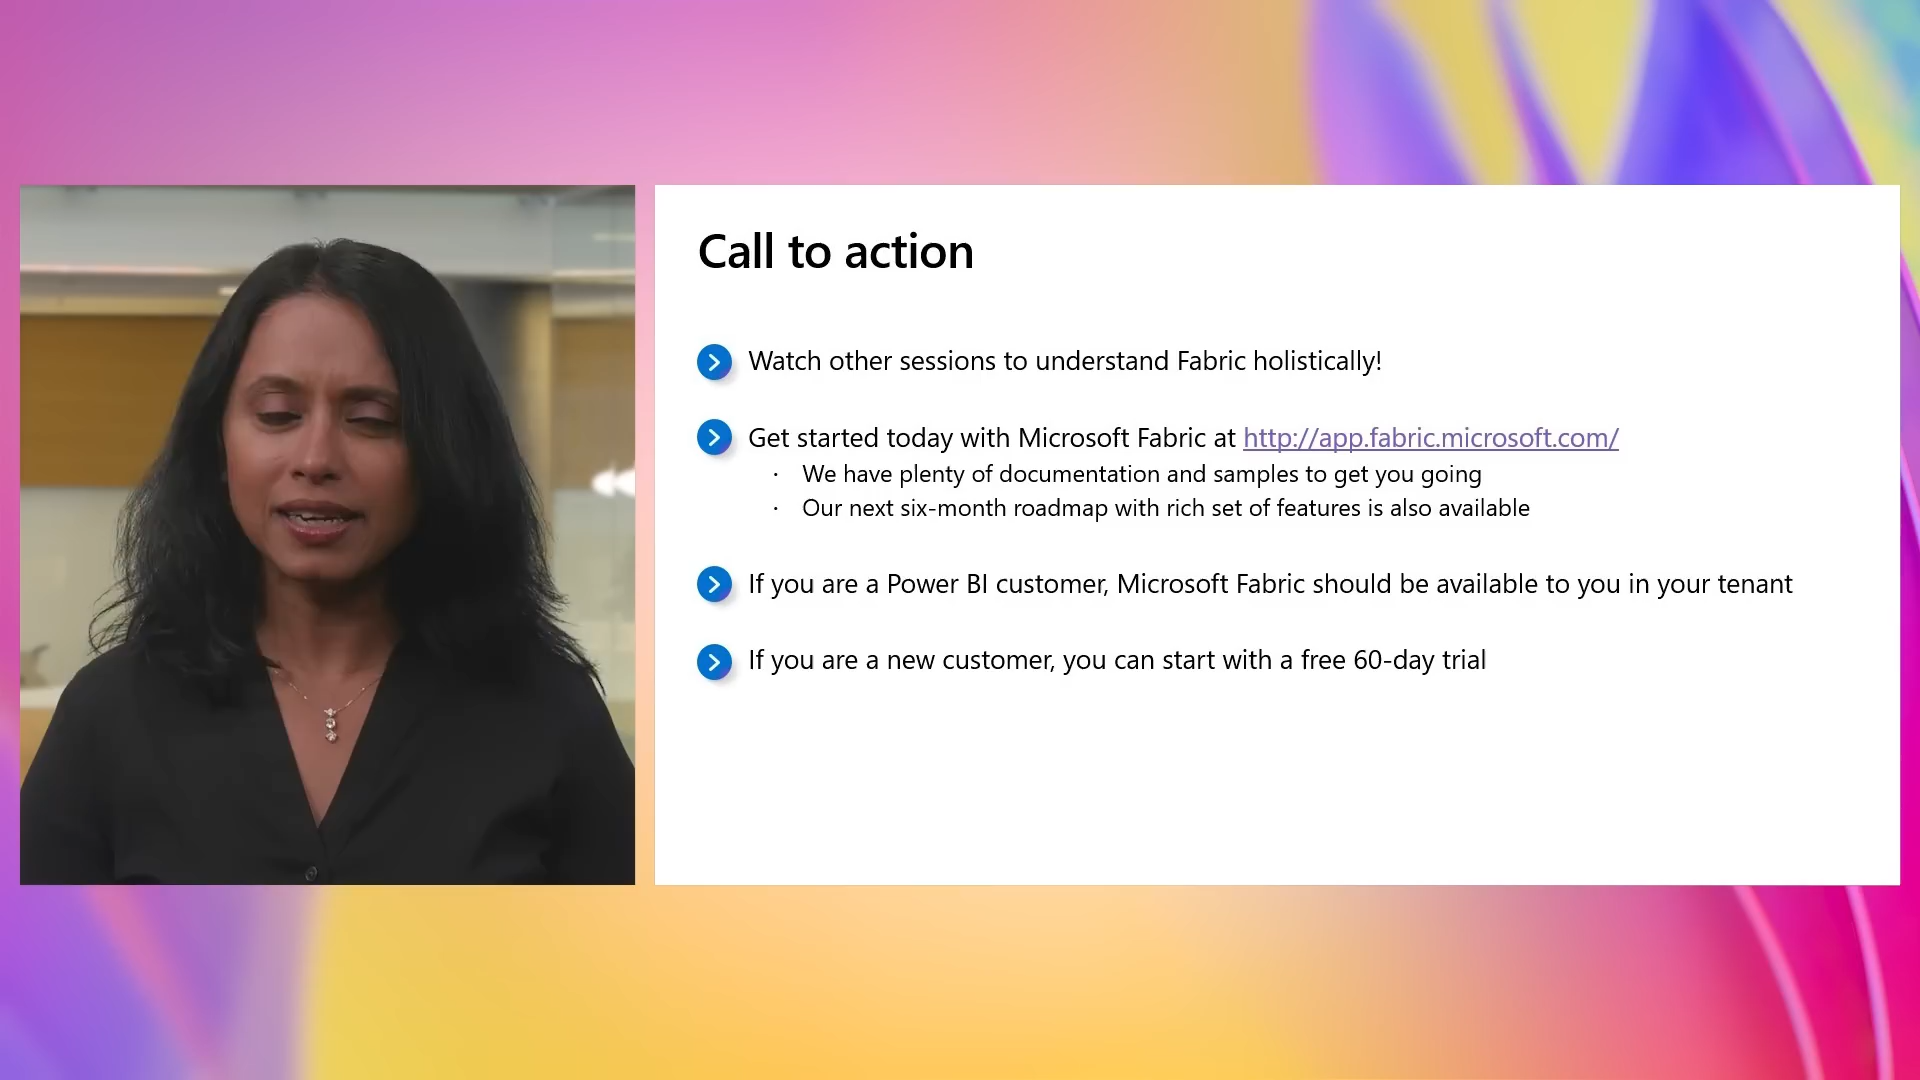 Call to action
Watch other sessions to understand Fabric holistically!
Get started today with Microsoft Fabric at http://app.fabric.microsoft.com/
· We have plenty of documentation and samples to get you going
· Our next six-month roadmap with rich set of features is also available
If you are a Power BI customer, Microsoft Fabric should be available to you in your tenant
If you are a new customer, you can start with a free 60-day trial